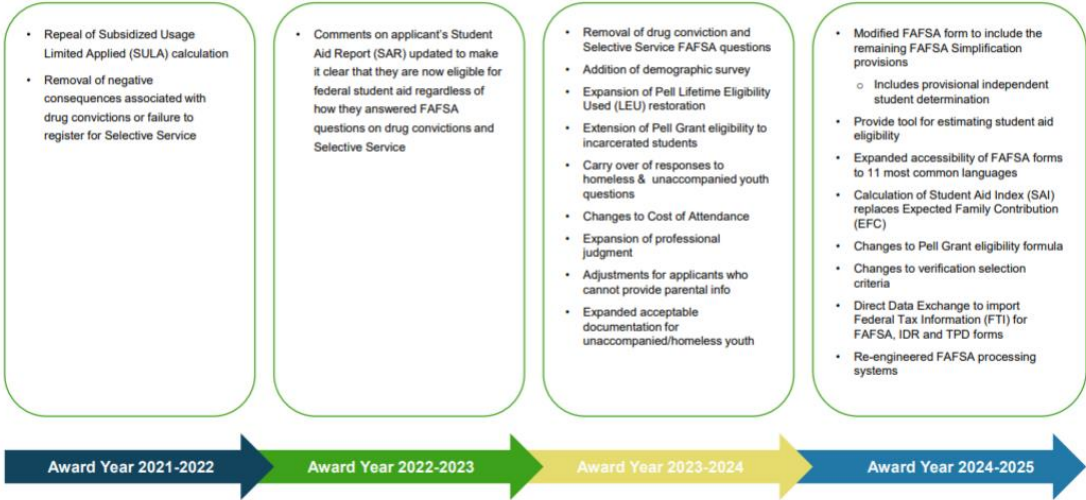 • Repeal of Subsidized Usage
Limited Applied (SULA) calculation
• Removal of negative
consequences associated with
drug convictions or failure to
register for Selective Service
• Comments on applicant's Student
Aid Report (SAR) updated to make
it clear that they are now eligible for
federal student aid regardless of
how they answered FAFSA
questions on drug convictions and
Selective Service
• Removal of drug conviction and
Selective Service FAFSA questions
• Addition of demographic survey
• Expansion of Pell Lifetime Eligibility
Used (LEU) restoration
• Extension of Pell Grant eligibility to
incarcerated students
• Carry over of responses to
homeless & unaccompanied youth
questions
• Changes to Cost of Attendance
• Expansion of professional
judgment
• Adjustments for applicants who
cannot provide parental info
• Expanded acceptable
documentation for
unaccompanied/homeless youth
• Modified FAFSA form to include the
remaining FAFSA Simplification
provisions
o Includes provisional independent
student determination
• Provide tool for estimating student aid
eligibility
• Expanded accessibility of FAFSA forms
to 11 most common languages
• Calculation of Student Aid Index (SAI)
replaces Expected Family Contribution
(EFC)
• Changes to Pell Grant eligibility formula
• Changes to verification selection
criteria
• Direct Data Exchange to import
Federal Tax Information (FTI) for
FAFSA, IDR and TPD forms
• Re-engineered FAFSA processing
systems
Award Year 2021-2022
Award Year 2022-2023
Award Year 2023-2024
Award Year 2024-2025